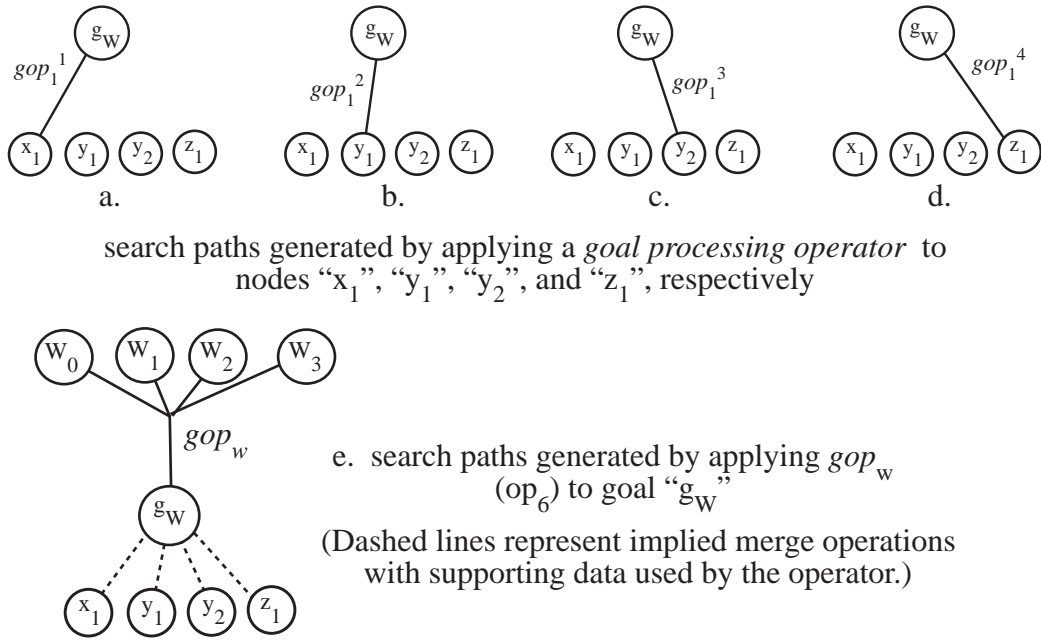 g_W g_W g_W g_W
gop_1^1 gop_1^2 gop_1^3 gop_1^4
x_1 y_1 y_2 z_1 x_1 y_1 y_2 z_1 x_1 y_1 y_2 z_1 x_1 y_1 y_2 z_1
a. b. c. d.
search paths generated by applying a goal processing operator to
nodes “x_1”, “y_1”, “y_2”, and “z_1”, respectively
W_0 W_1 W_2 W_3
gop_w
g_W
x_1 y_1 y_2 z_1
e. search paths generated by applying gop_w
(op_6) to goal “g_W”
(Dashed lines represent implied merge operations
with supporting data used by the operator.)